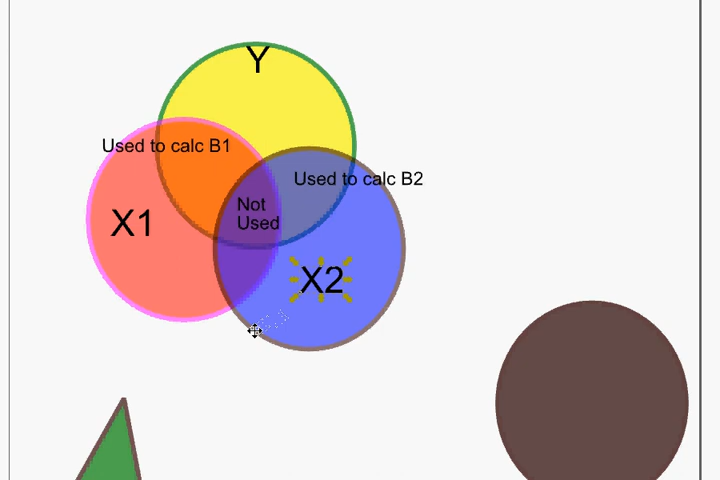 Y
Used to calc B1
Used to calc B2
Not
Used
X1
X2